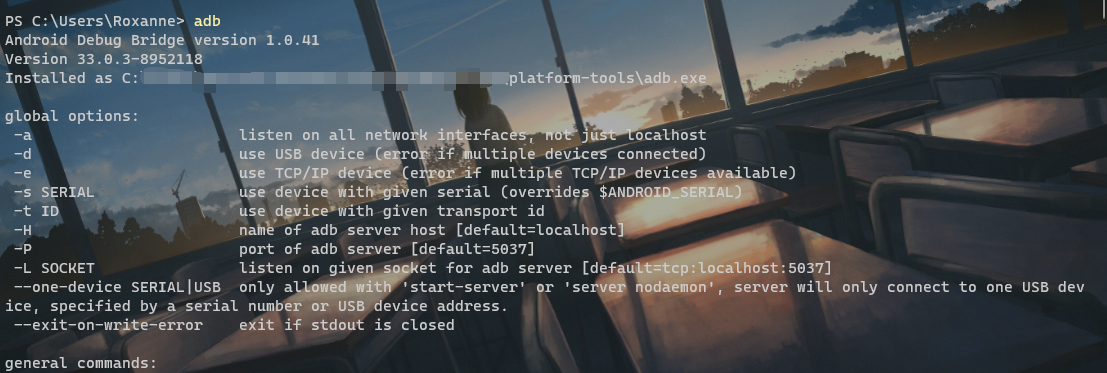 PS C:\Users\Roxanne> adb
Android Debug Bridge version 1.0.41
Version 33.0.3-8952118
Installed as C: platform-tools\adb.exe
global options:
-a listen on all network interfaces, not just localhost
-d use USB device (error if multiple devices connected)
-e use TCP/IP device (error if multiple TCP/IP devices available)
-s SERIAL use device with given serial (overrides $ANDROID_SERIAL)
-t ID use device with given transport id
-H name of adb server host [default=localhost]
-P port of adb server [default=5037]
-L SOCKET listen on given socket for adb server [default=tcp:localhost:5037]
--one-device SERIAL|USB only allowed with 'start-server' or 'server nodaemon', server will only connect to one USB dev
ice, specified by a serial number or USB device address.
--exit-on-write-error exit if stdout is closed
general commands: